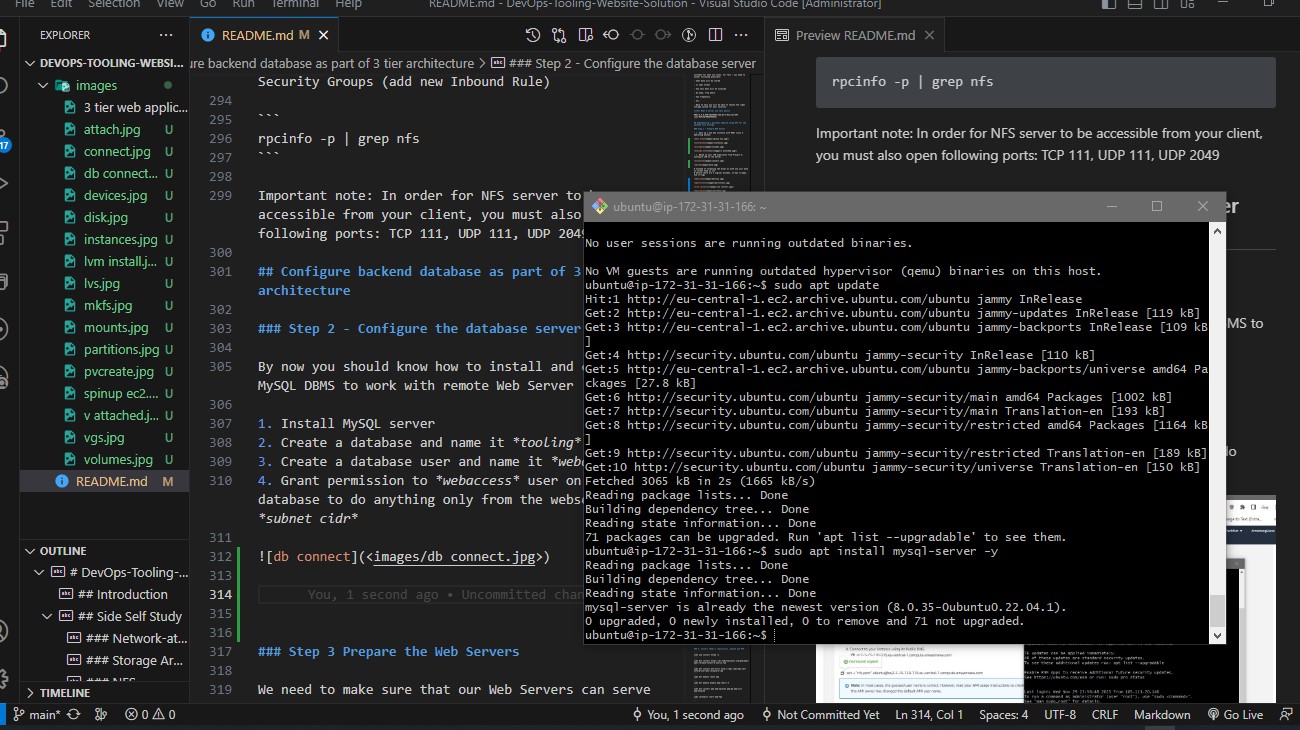 File Edit Selection View Go Run Terminal Help README.md - DevOps-Tooling-Website-Solution - Visual Studio Code [Administrator]
EXPLORER
DEVOPS-TOOLING-WEBSI...
images
3 tier web applic...
attach.jpg U
connect.jpg U
db connect... U
devices.jpg U
disk.jpg U
instances.jpg U
lvm install.j... U
lvs.jpg U
mkfs.jpg U
mounts.jpg U
partitions.jpg U
pvcreate.jpg U
spinup ec2.... U
v attached.j... U
vgs.jpg U
volumes.jpg U
README.md M
17
OUTLINE
# DevOps-Tooling-...
## Introduction
## Side Self Study
### Network-at...
### Storage Ar...
TIMELINE
README.md M
ure backend database as part of 3 tier architecture > ### Step 2 - Configure the database server
Security Groups (add new Inbound Rule)
294
295 ```
296 rpcinfo -p | grep nfs
297 ```
298
299 Important note: In order for NFS server to
accessible from your client, you must also
following ports: TCP 111, UDP 111, UDP 2049
300
301 ## Configure backend database as part of 3
architecture
302
303 ### Step 2 - Configure the database server
304
305 By now you should know how to install and
MySQL DBMS to work with remote Web Server
306
307 1. Install MySQL server
308 2. Create a database and name it *tooling*
309 3. Create a database user and name it *web
310 4. Grant permission to *webaccess* user on
database to do anything only from the webse
*subnet cidr*
311
312 ![db connect](<images/db connect.jpg>)
313
314 You, 1 second ago • Uncommitted chan
315
316
317 ### Step 3 Prepare the Web Servers
318
319 We need to make sure that our Web Servers can serve
Preview README.md
rpcinfo -p | grep nfs
Important note: In order for NFS server to be accessible from your client,
you must also open following ports: TCP 111, UDP 111, UDP 2049
er
MS to
do
ubuntu@ip-172-31-31-166: ~
No user sessions are running outdated binaries.
No VM guests are running outdated hypervisor (qemu) binaries on this host.
ubuntu@ip-172-31-31-166:~$ sudo apt update
Hit:1 http://eu-central-1.ec2.archive.ubuntu.com/ubuntu jammy InRelease
Get:2 http://eu-central-1.ec2.archive.ubuntu.com/ubuntu jammy-updates InRelease [119 kB]
Get:3 http://eu-central-1.ec2.archive.ubuntu.com/ubuntu jammy-backports InRelease [109 kB
]
Get:4 http://security.ubuntu.com/ubuntu jammy-security InRelease [110 kB]
Get:5 http://eu-central-1.ec2.archive.ubuntu.com/ubuntu jammy-backports/universe amd64 Pa
ckages [27.8 kB]
Get:6 http://security.ubuntu.com/ubuntu jammy-security/main amd64 Packages [1002 kB]
Get:7 http://security.ubuntu.com/ubuntu jammy-security/main Translation-en [193 kB]
Get:8 http://security.ubuntu.com/ubuntu jammy-security/restricted amd64 Packages [1164 kB
]
Get:9 http://security.ubuntu.com/ubuntu jammy-security/restricted Translation-en [189 kB]
Get:10 http://security.ubuntu.com/ubuntu jammy-security/universe Translation-en [150 kB]
Fetched 3065 kB in 2s (1665 kB/s)
Reading package lists... Done
Building dependency tree... Done
Reading state information... Done
71 packages can be upgraded. Run 'apt list --upgradable' to see them.
ubuntu@ip-172-31-31-166:~$ sudo apt install mysql-server -y
Reading package lists... Done
Building dependency tree... Done
Reading state information... Done
mysql-server is already the newest version (8.0.35-0ubuntu0.22.04.1).
0 upgraded, 0 newly installed, 0 to remove and 71 not upgraded.
ubuntu@ip-172-31-31-166:~$
main* 0 0 You, 1 second ago Not Committed Yet Ln 314, Col 1 Spaces: 4 UTF-8 CRLF Markdown Go Live